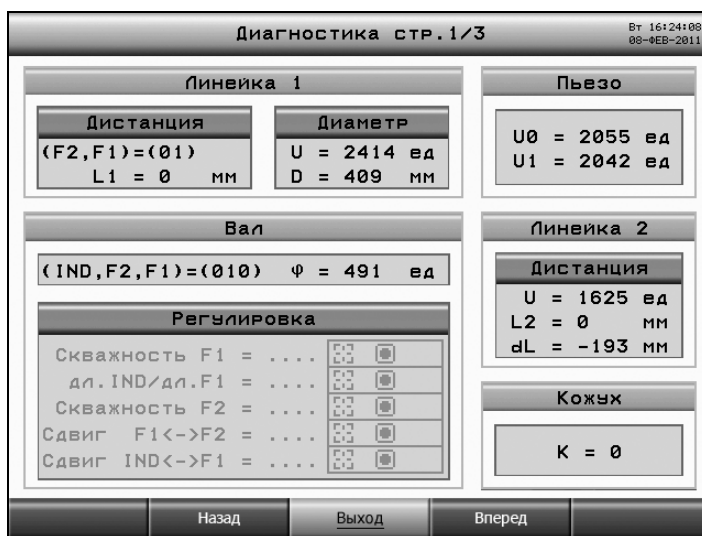 Диагностика стр.1/3
Вт 16:24:08
08-ФЕВ-2011
Линейка 1
Дистанция
(F2,F1)=(01)
L1 = 0 мм
Диаметр
U = 2414 ед
D = 409 мм
Пьезо
U0 = 2055 ед
U1 = 2042 ед
Вал
(IND,F2,F1)=(010) φ = 491 ед
Регулировка
Скважность F1 = ....
дл.IND/дл.F1 = ....
Скважность F2 = ....
Сдвиг F1<->F2 = ....
Сдвиг IND<->F1 = ....
Линейка 2
Дистанция
U = 1625 ед
L2 = 0 мм
dL = -193 мм
Кожух
K = 0
Назад
Выход
Вперед